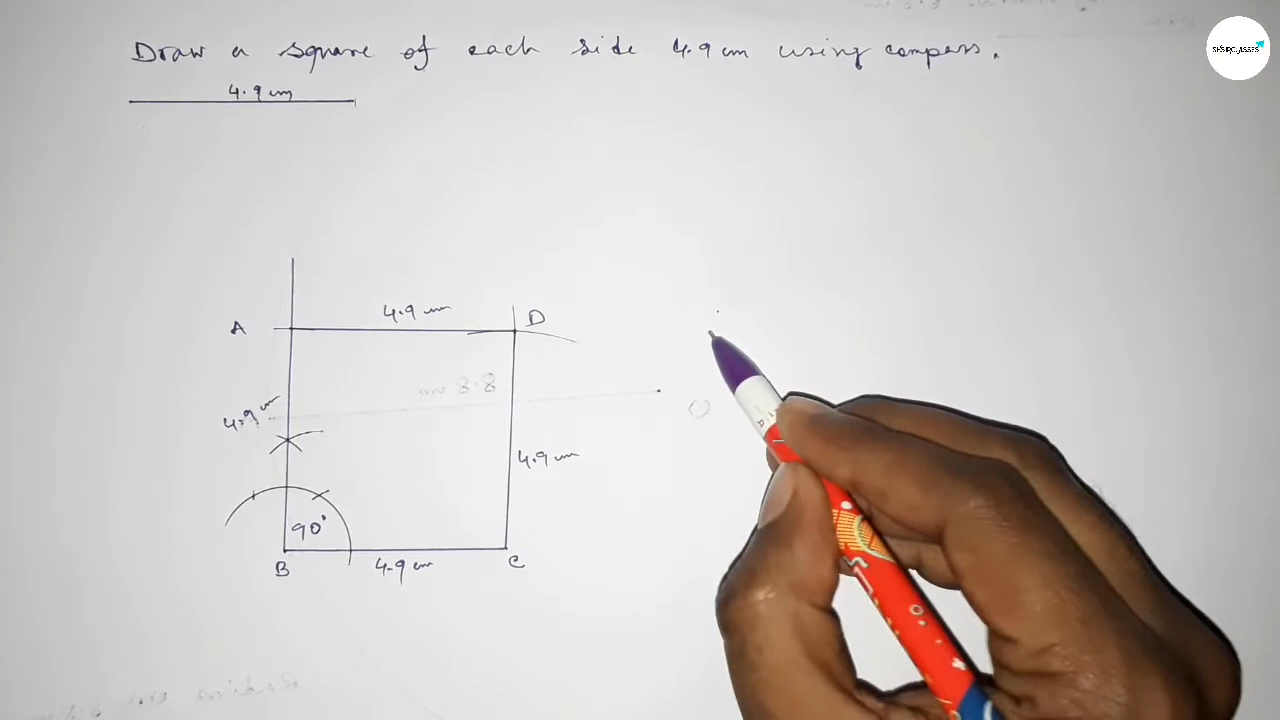 Draw a square of each side 4.9 cm using compass.
4.9 cm
4.9 cm
A
D
4.9 cm
4.9 cm
90°
B
4.9 cm
C